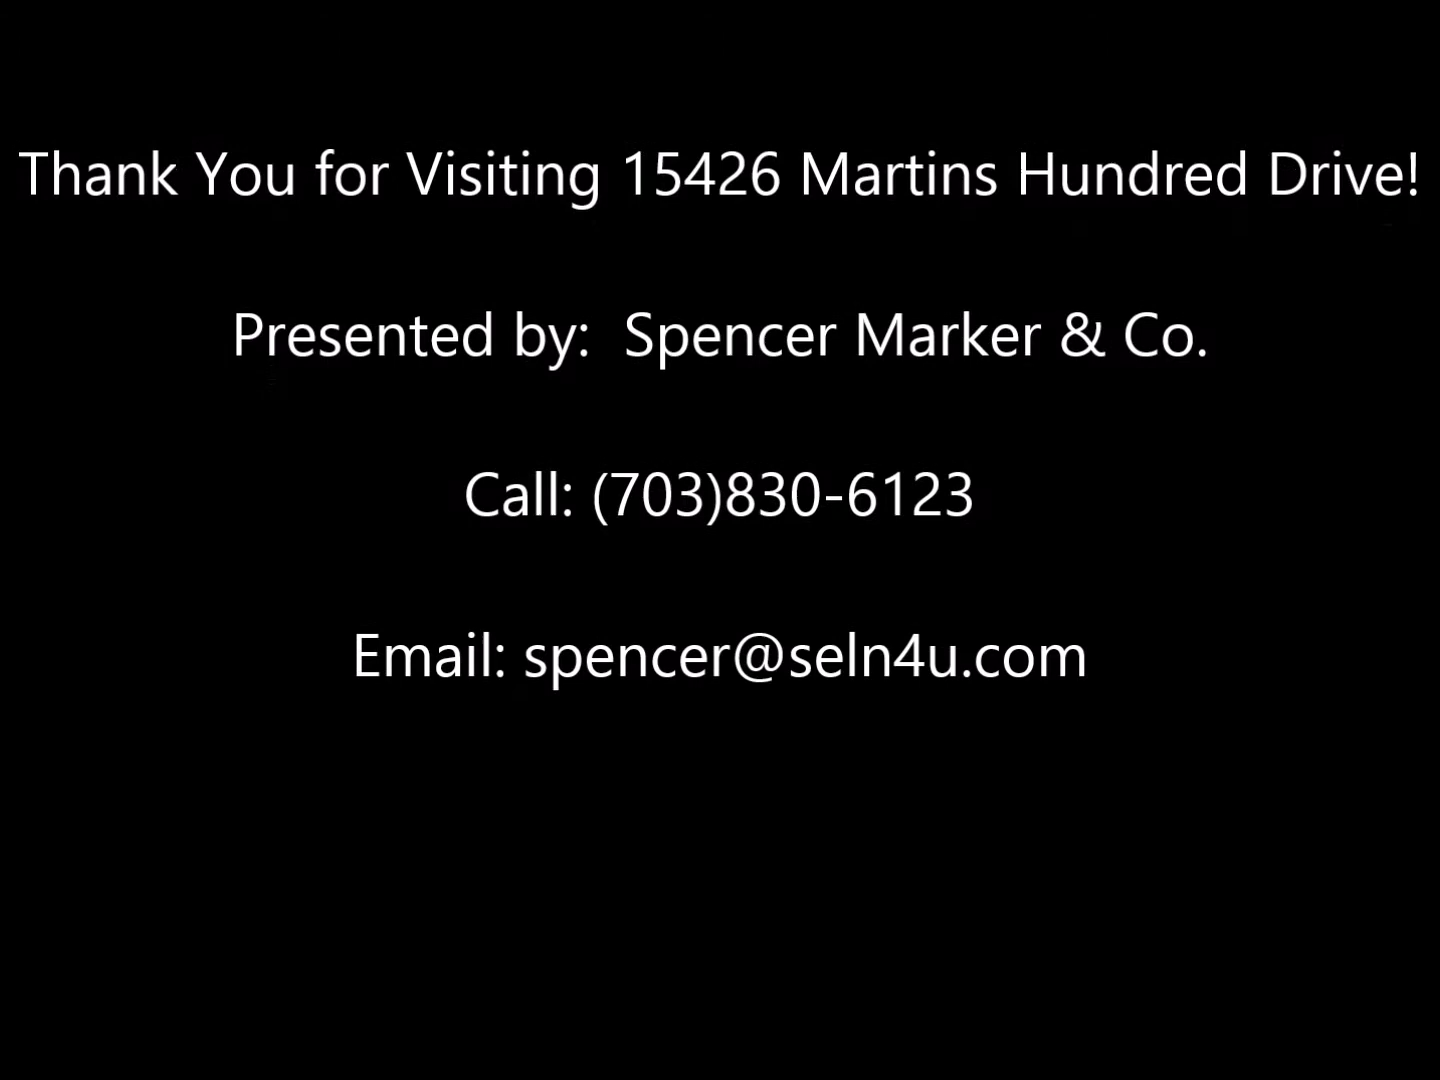 Thank You for Visiting 15426 Martins Hundred Drive!
Presented by:  Spencer Marker & Co.
Call: (703)830-6123
Email: spencer@seln4u.com